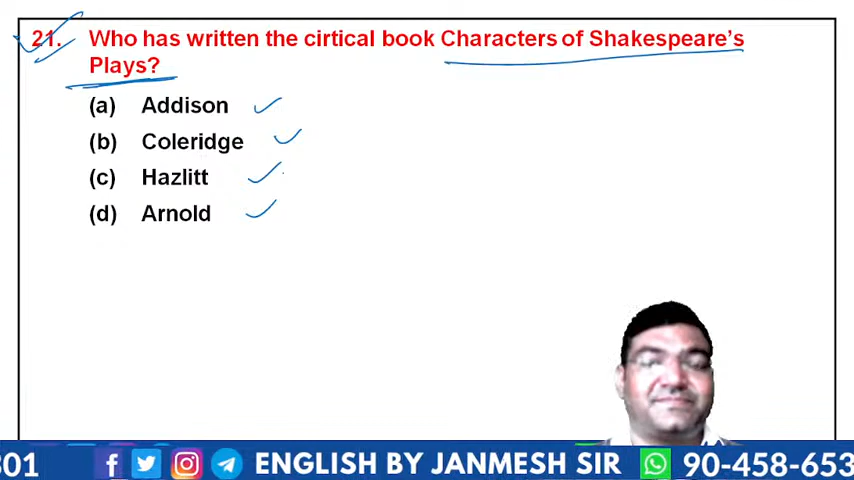 21. Who has written the cirtical book Characters of Shakespeare's
Plays?
(a) Addison
(b) Coleridge
(c) Hazlitt
(d) Arnold
301 ENGLISH BY JANMESH SIR 90-458-653